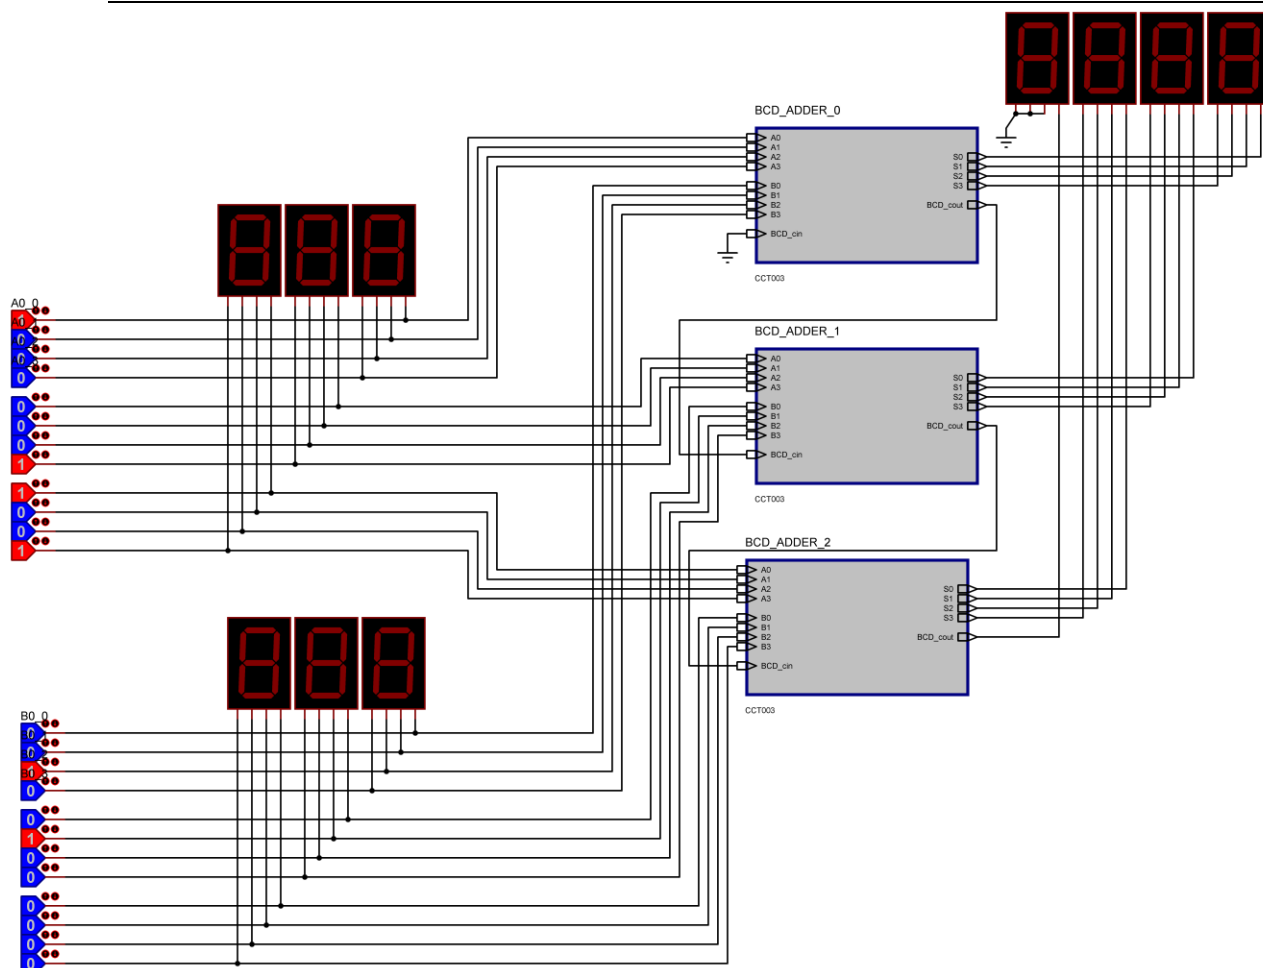 BCD_ADDER_0
A0
A1
A2
A3
B0
B1
B2
B3
BCD_cin
S0
S1
S2
S3
BCD_cout
CCT003
BCD_ADDER_1
A0
A1
A2
A3
B0
B1
B2
B3
BCD_cin
S0
S1
S2
S3
BCD_cout
CCT003
BCD_ADDER_2
A0
A1
A2
A3
B0
B1
B2
B3
BCD_cin
S0
S1
S2
S3
BCD_cout
CCT003
A0_0
1
0
0
0
0
0
0
1
1
0
0
1
B0_0
0
0
1
0
0
1
0
0
0
0
0
0